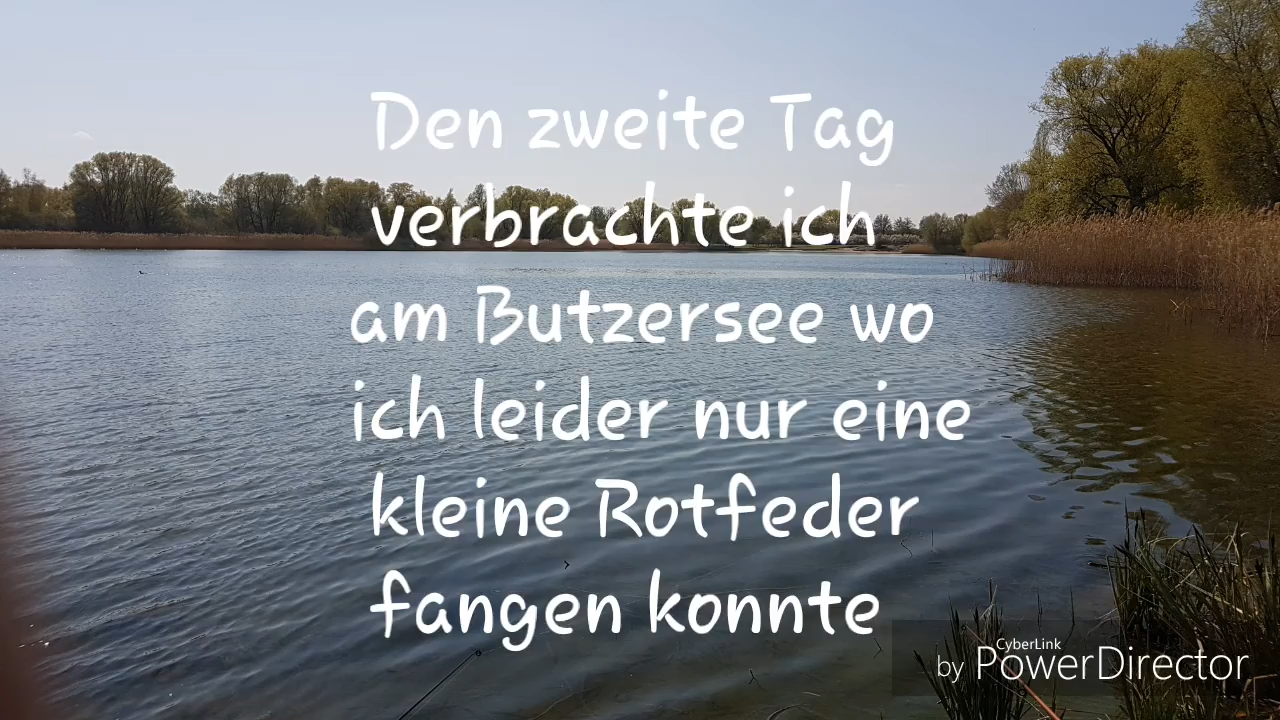 Den zweite Tag
verbrachte ich
am Butzersee wo
ich leider nur eine
kleine Rotfeder
fangen konnte
CyberLink
by PowerDirector